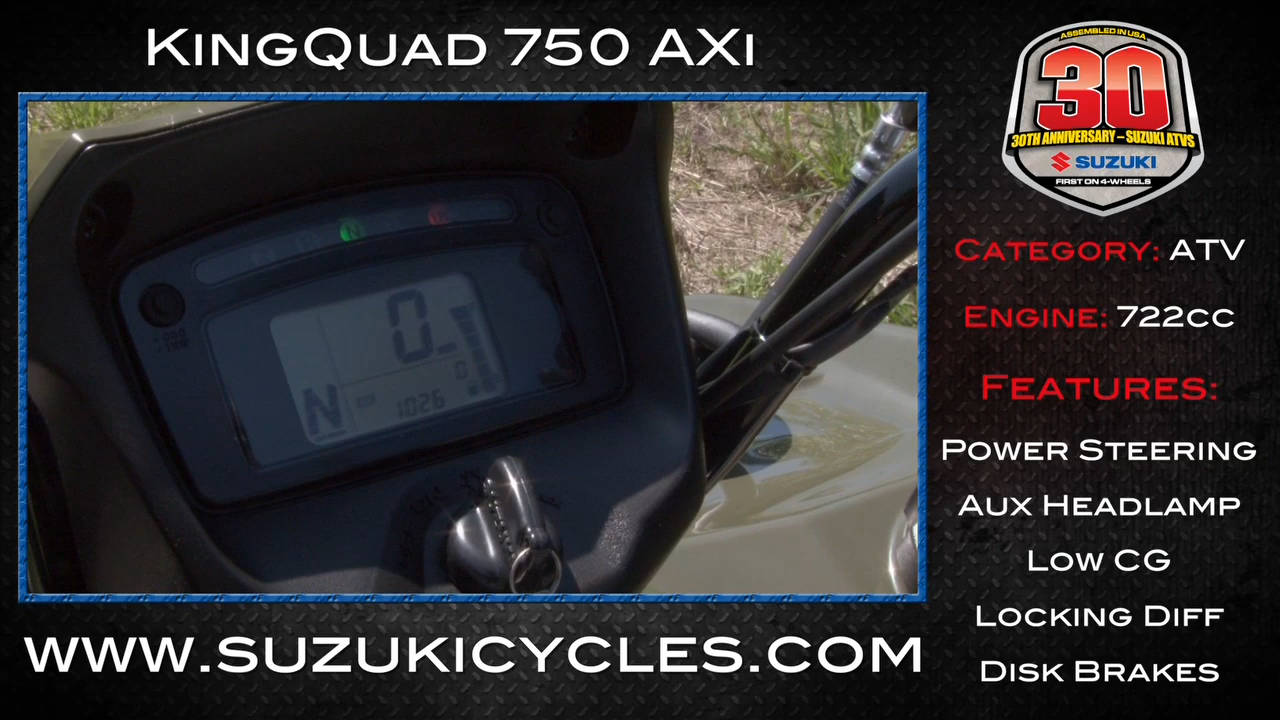 KINGQUAD 750 AXI
ASSEMBLED IN USA
30
30TH ANNIVERSARY – SUZUKI ATVS
SUZUKI
FIRST ON 4-WHEELS
CATEGORY: ATV
ENGINE: 722CC
FEATURES:
POWER STEERING
AUX HEADLAMP
LOW CG
LOCKING DIFF
DISK BRAKES
N
0
0
N
1026
WWW.SUZUKICYCLES.COM